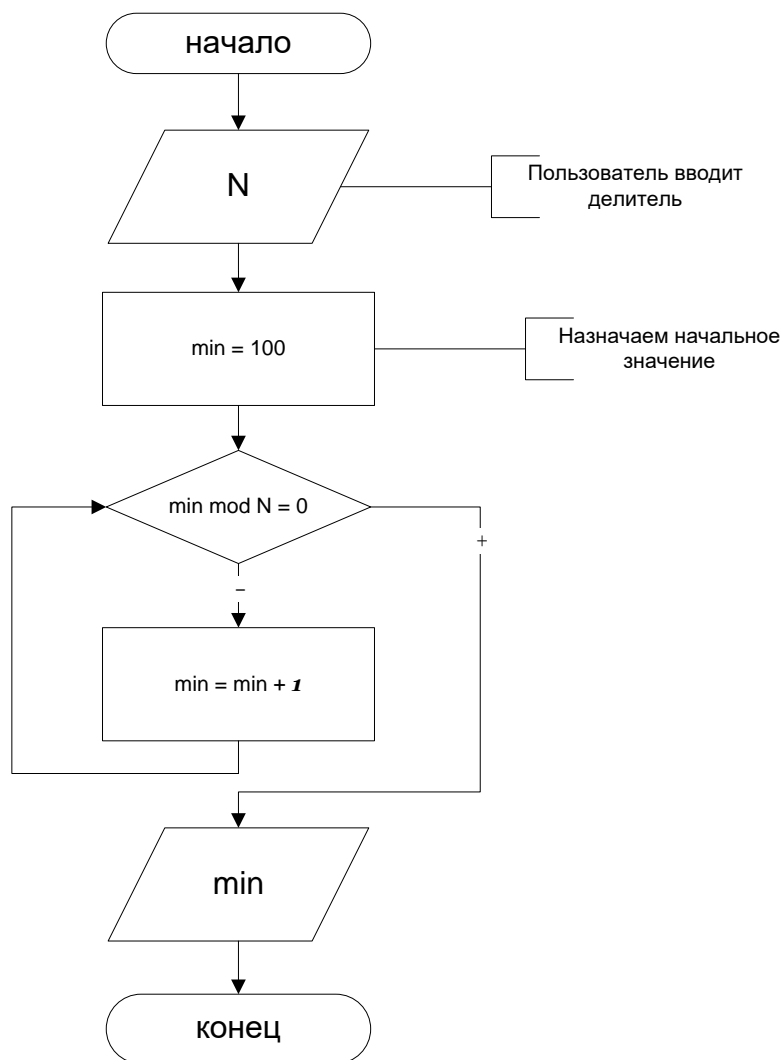 начало
N
Пользователь вводит
делитель
min = 100
Назначаем начальное
значение
min mod N = 0
+
-
min = min + 1
min
конец